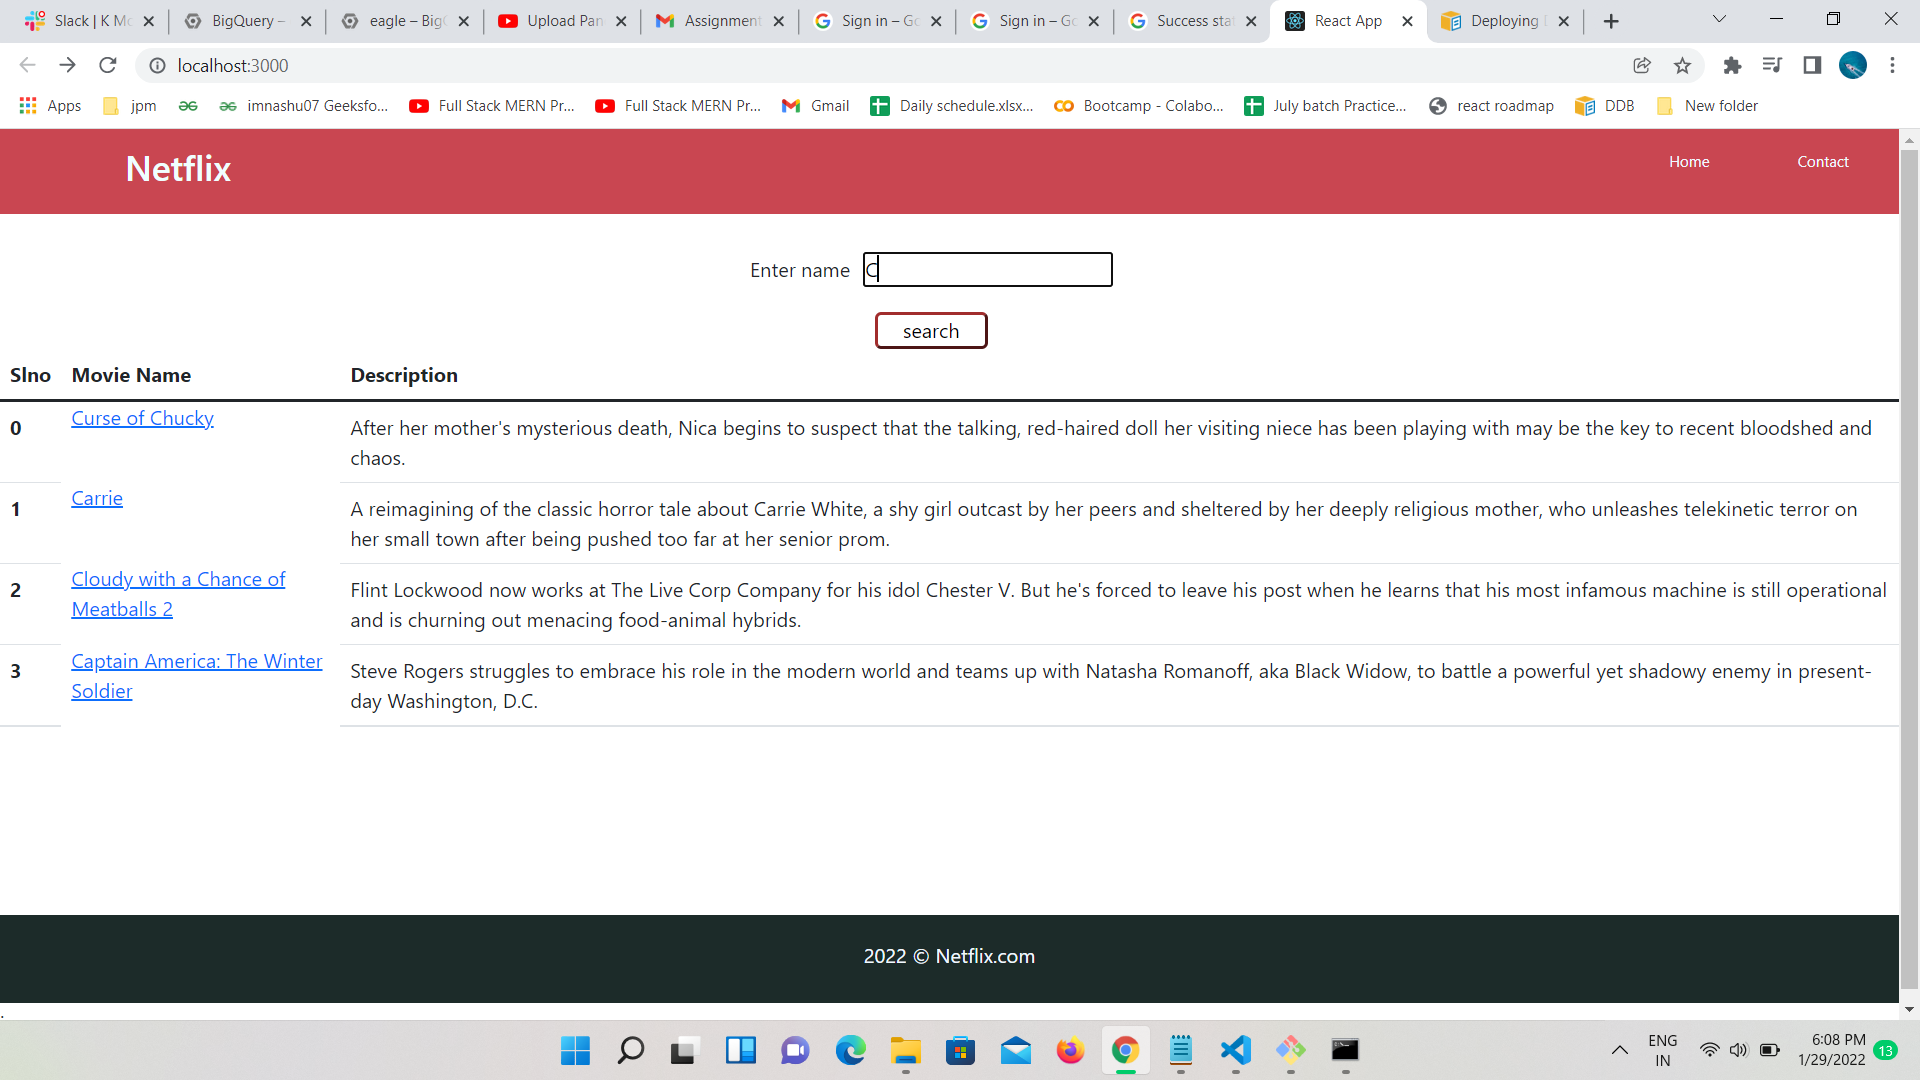 Slack | K Mo
BigQuery –
eagle – Big
Upload Pan
Assignment
Sign in – Go
Sign in – Go
Success stat
React App
Deploying
localhost:3000
Apps
jpm
imnashu07 Geeksfo...
Full Stack MERN Pr...
Full Stack MERN Pr...
Gmail
Daily schedule.xlsx...
Bootcamp - Colabo...
July batch Practice...
react roadmap
DDB
New folder
Netflix
Home
Contact
Enter name C
search
Slno Movie Name Description
0 Curse of Chucky After her mother's mysterious death, Nica begins to suspect that the talking, red-haired doll her visiting niece has been playing with may be the key to recent bloodshed and
chaos.
1 Carrie A reimagining of the classic horror tale about Carrie White, a shy girl outcast by her peers and sheltered by her deeply religious mother, who unleashes telekinetic terror on
her small town after being pushed too far at her senior prom.
2 Cloudy with a Chance of Flint Lockwood now works at The Live Corp Company for his idol Chester V. But he's forced to leave his post when he learns that his most infamous machine is still operational
Meatballs 2 and is churning out menacing food-animal hybrids.
3 Captain America: The Winter Steve Rogers struggles to embrace his role in the modern world and teams up with Natasha Romanoff, aka Black Widow, to battle a powerful yet shadowy enemy in present-
Soldier day Washington, D.C.
2022 © Netflix.com
.
ENG
IN
6:08 PM
1/29/2022
13